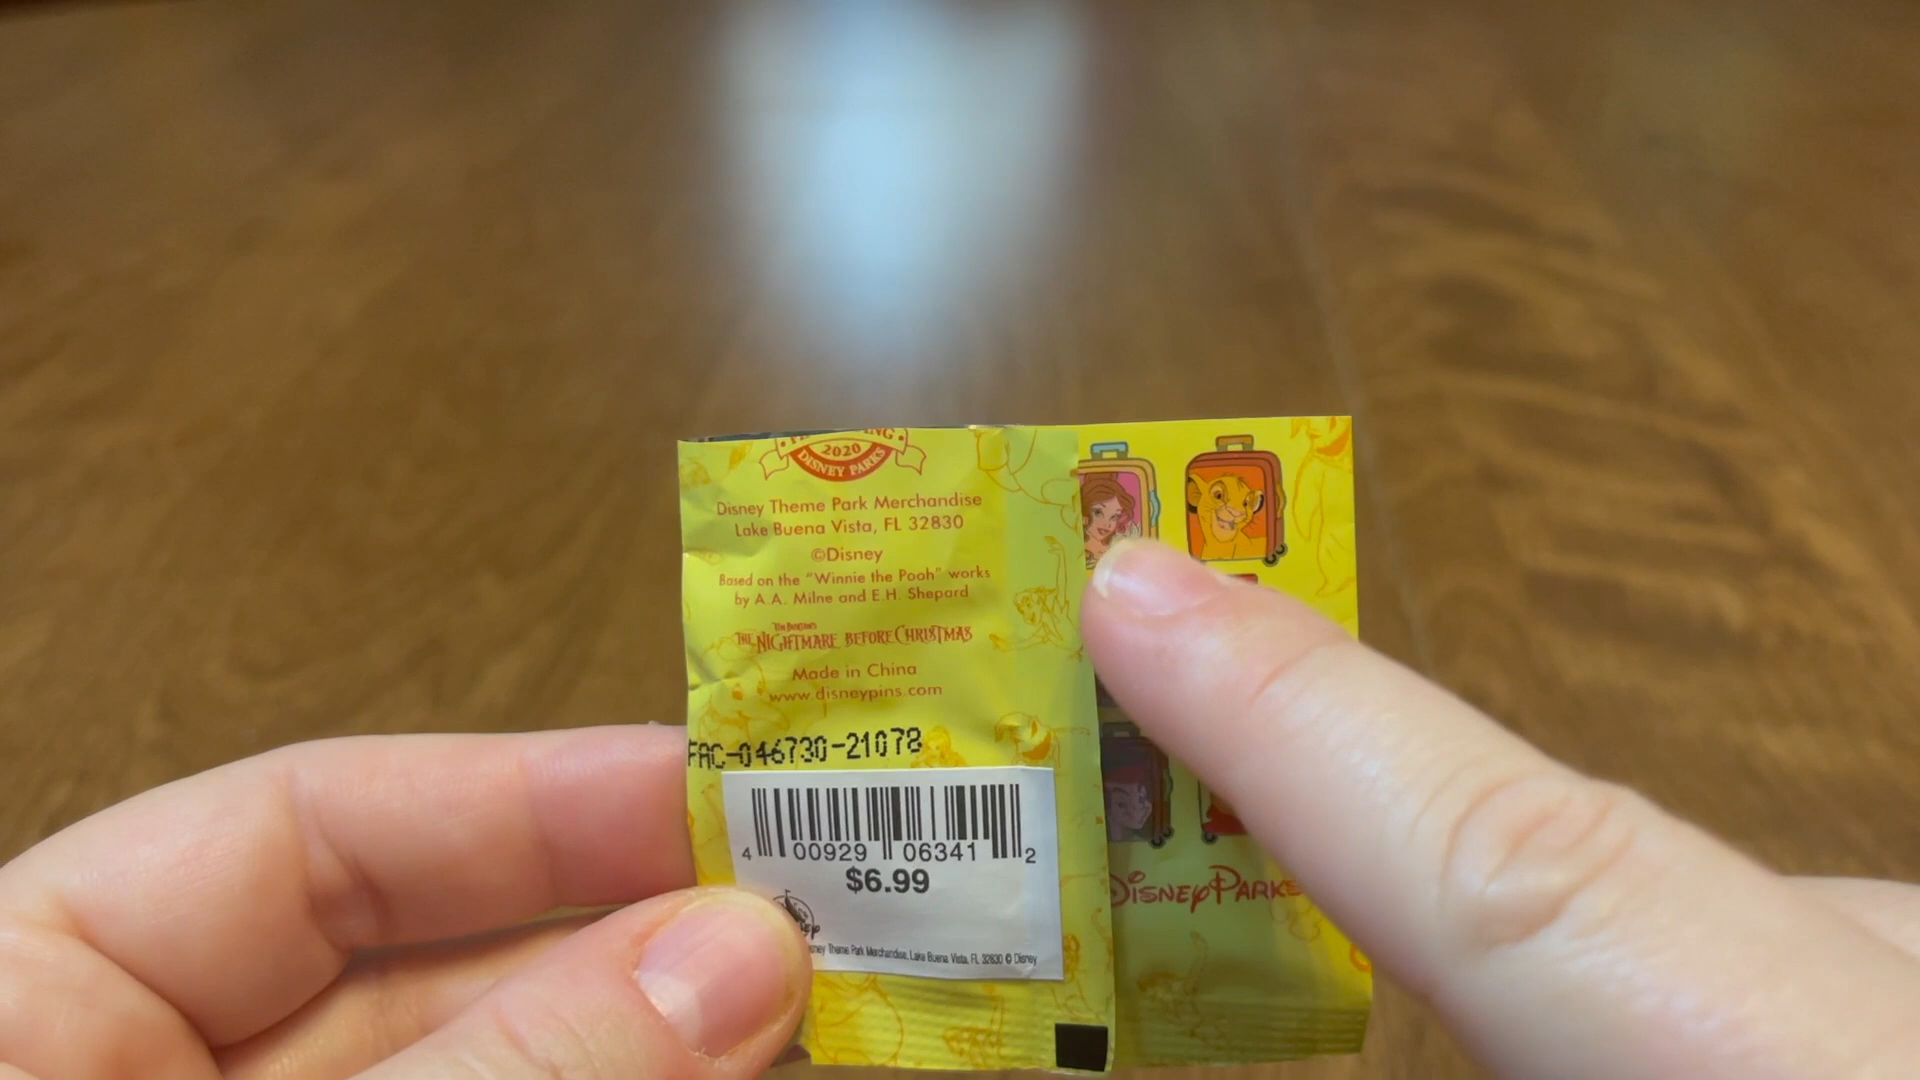 2020
DISNEY PARKS
Disney Theme Park Merchandise
Lake Buena Vista, FL 32830
©Disney
Based on the "Winnie the Pooh" works
by A.A. Milne and E.H. Shepard
TIM BURTON'S
THE NIGHTMARE BEFORE CHRISTMAS
Made in China
www.disneypins.com
FAC-046730-21078
4 00929 06341 2
$6.99
Theme Park Merchandise, Lake Buena Vista, FL 32830 © Disney
DISNEY PARKS